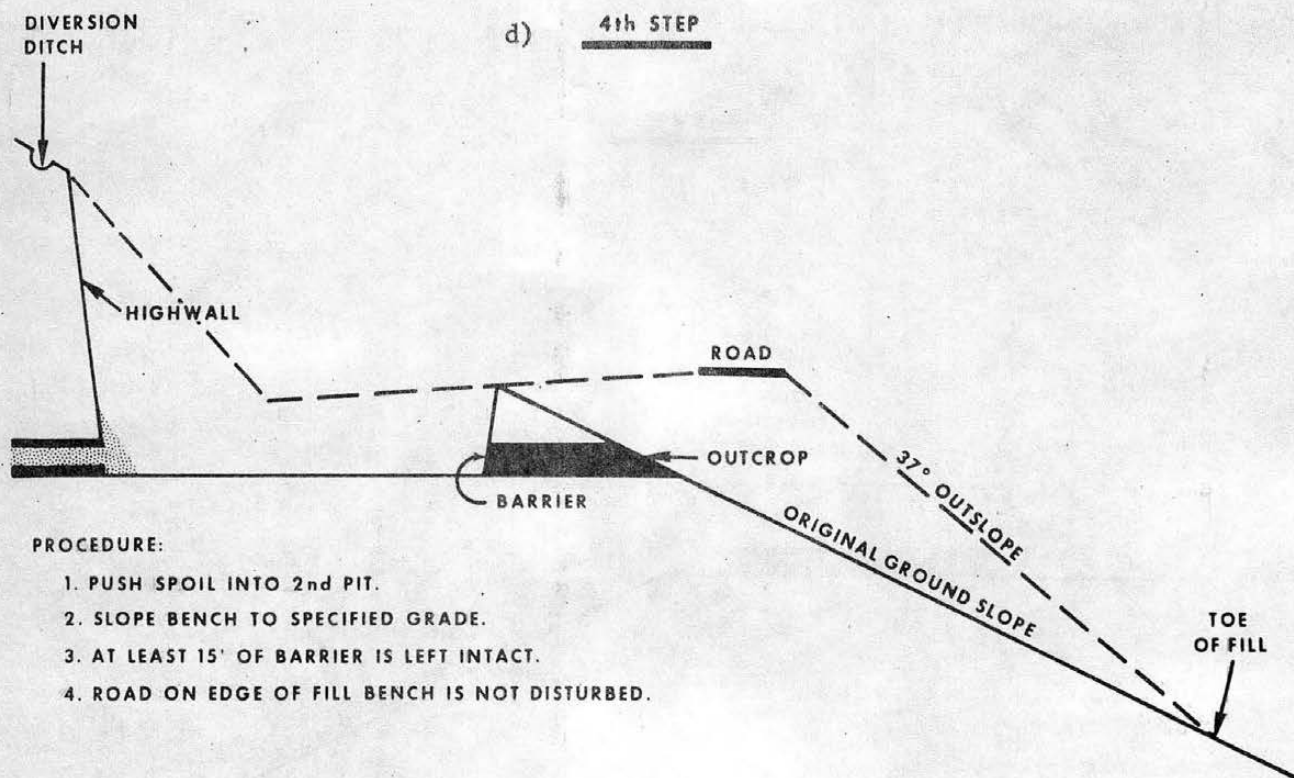 DIVERSION
DITCH
d) 4th STEP
HIGHWALL
ROAD
OUTCROP
BARRIER
37° OUTSLOPE
ORIGINAL GROUND SLOPE
TOE
OF FILL
PROCEDURE:
1. PUSH SPOIL INTO 2nd PIT.
2. SLOPE BENCH TO SPECIFIED GRADE.
3. AT LEAST 15' OF BARRIER IS LEFT INTACT.
4. ROAD ON EDGE OF FILL BENCH IS NOT DISTURBED.